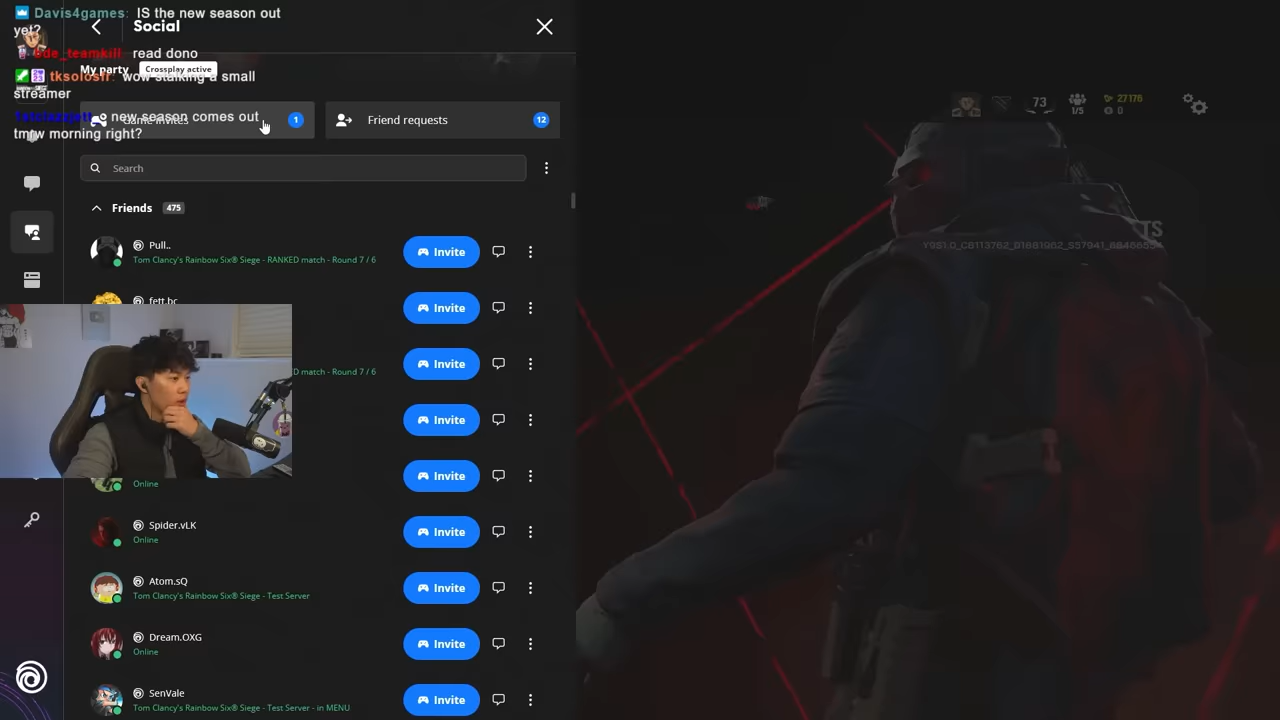 Davis4games: IS the new season out
yet?
Social
read dono
My party
Crossplay active
tksolosfr: wow stalking a small
streamer
new season comes out
tmrw morning right?
1
Friend requests
12
Search
Friends 475
Pull..
Tom Clancy's Rainbow Six® Siege - RANKED match - Round 7 / 6
Invite
fett.bc
Invite
D match - Round 7 / 6
Invite
Invite
Online
Invite
Spider.vLK
Online
Invite
Atom.sQ
Tom Clancy's Rainbow Six® Siege - Test Server
Invite
Dream.OXG
Online
Invite
SenVale
Tom Clancy's Rainbow Six® Siege - Test Server - in MENU
Invite
73
1/5
27176
0
TS